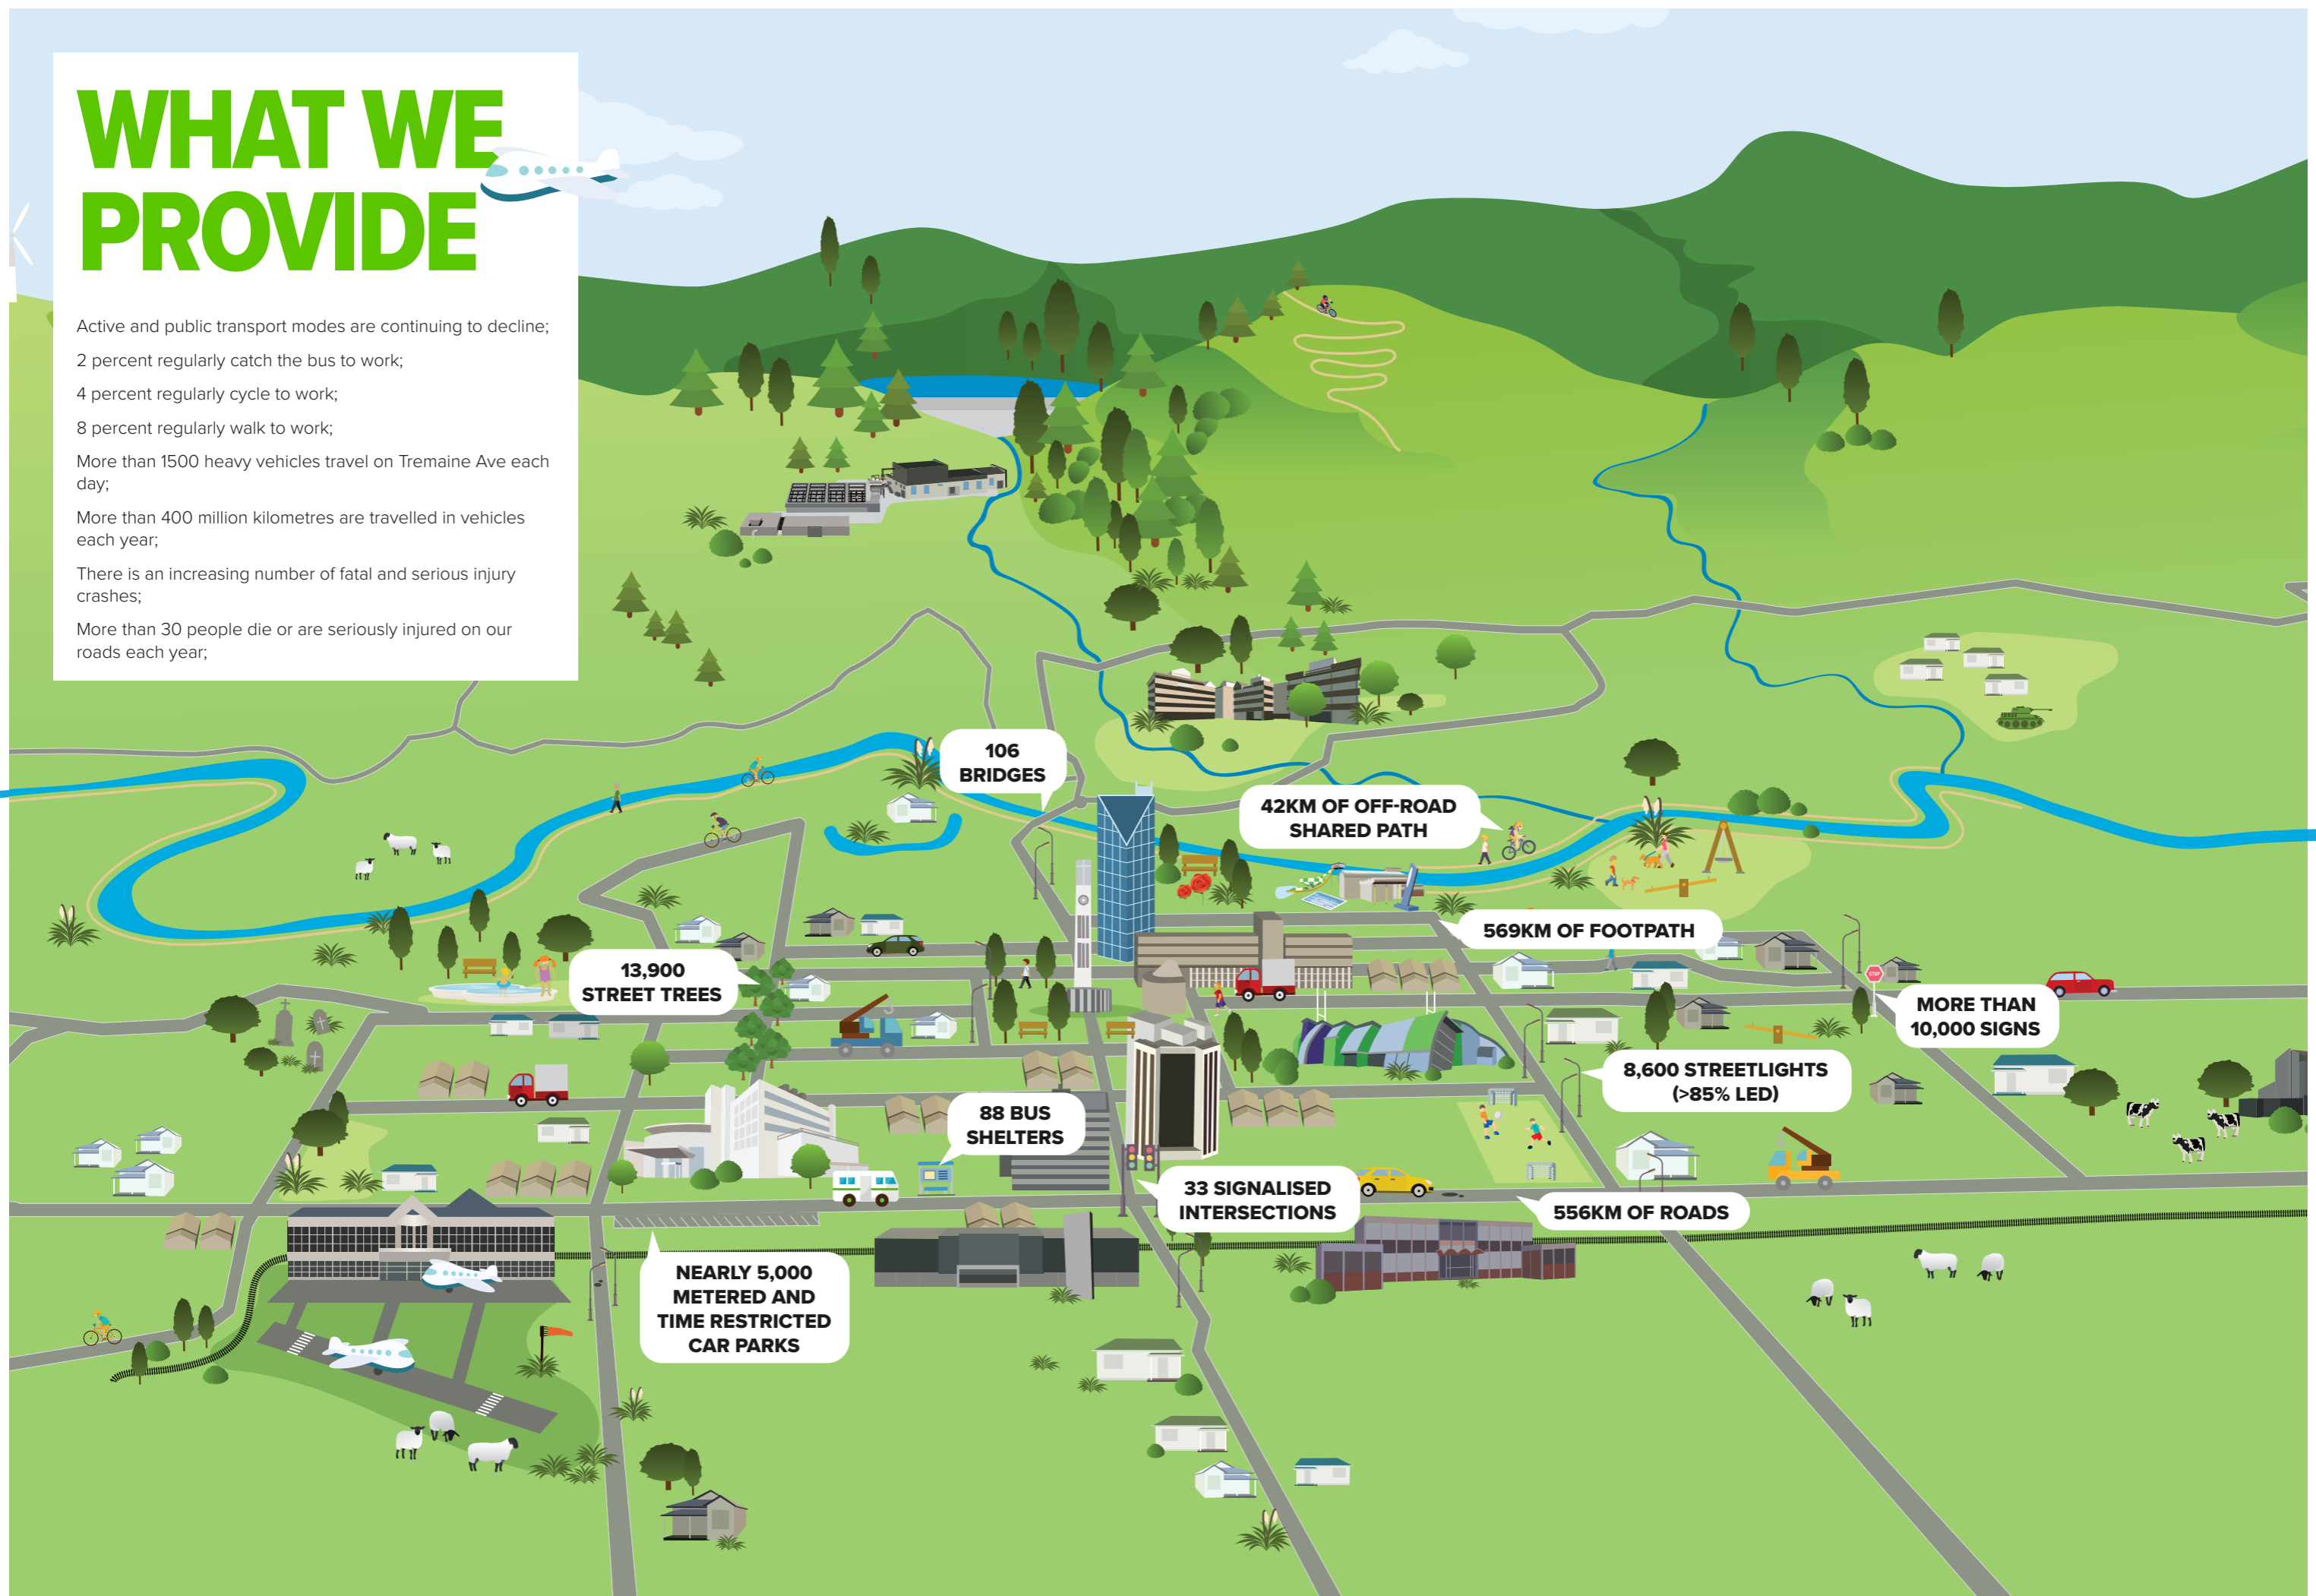 WHAT WE
PROVIDE
Active and public transport modes are continuing to decline;
2 percent regularly catch the bus to work;
4 percent regularly cycle to work;
8 percent regularly walk to work;
More than 1500 heavy vehicles travel on Tremaine Ave each
day;
More than 400 million kilometres are travelled in vehicles
each year;
There is an increasing number of fatal and serious injury
crashes;
More than 30 people die or are seriously injured on our
roads each year;
106
BRIDGES
42KM OF OFF-ROAD
SHARED PATH
569KM OF FOOTPATH
13,900
STREET TREES
STOP
MORE THAN
10,000 SIGNS
8,600 STREETLIGHTS
(>85% LED)
88 BUS
SHELTERS
33 SIGNALISED
INTERSECTIONS
556KM OF ROADS
NEARLY 5,000
METERED AND
TIME RESTRICTED
CAR PARKS